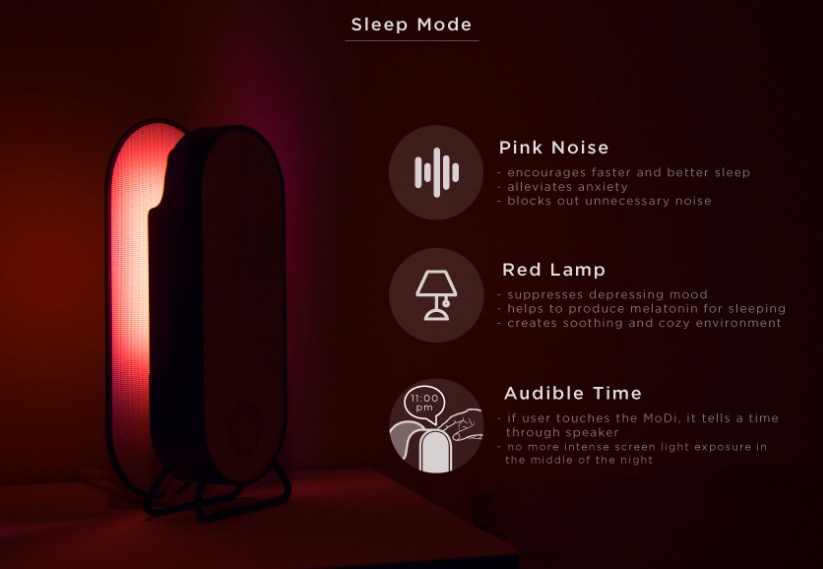 Sleep Mode
Pink Noise
- encourages faster and better sleep
- alleviates anxiety
- blocks out unnecessary noise
Red Lamp
- suppresses depressing mood
- helps to produce melatonin for sleeping
- creates soothing and cozy environment
11:00
pm
Audible Time
- if user touches the MoDi, it tells a time
through speaker
- no more intense screen light exposure in
the middle of the night